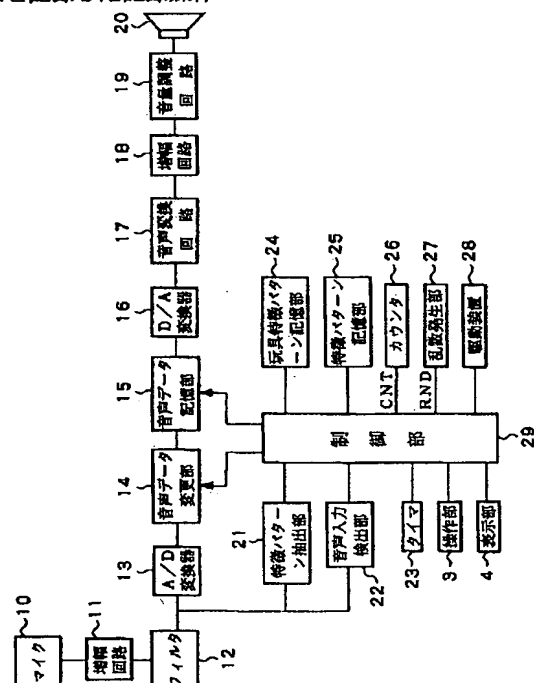 10
マイク
11
増幅
回路
フィルタ
12
13
A/D
変換器
14
音声データ
変更部
15
音声データ
記憶部
16
D/A
変換器
17
音声変換
回路
18
増幅
回路
19
音量調整
回路
20
21
特徴パター
ン抽出部
音声入力
検出部
22
23
タイマ
3
操作部
4
表示部
制御部
29
玩具特徴パタ
ーン記憶部
24
特徴パターン
記憶部
25
CNT
カウンタ
26
RND
乱数発生部
27
駆動装置
28